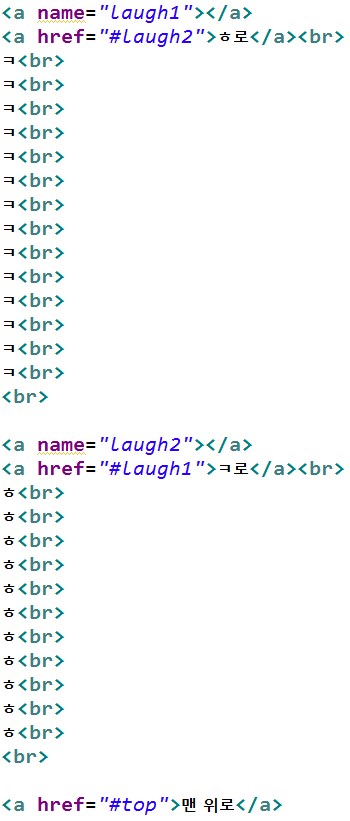 <a name="laugh1"></a>
<a href="#laugh2">ㅎ로</a><br>
ㅋ<br>
ㅋ<br>
ㅋ<br>
ㅋ<br>
ㅋ<br>
ㅋ<br>
ㅋ<br>
ㅋ<br>
ㅋ<br>
ㅋ<br>
ㅋ<br>
ㅋ<br>
ㅋ<br>
ㅋ<br>
<br>
<a name="laugh2"></a>
<a href="#laugh1">ㅋ로</a><br>
ㅎ<br>
ㅎ<br>
ㅎ<br>
ㅎ<br>
ㅎ<br>
ㅎ<br>
ㅎ<br>
ㅎ<br>
ㅎ<br>
ㅎ<br>
ㅎ<br>
<br>
<a href="#top">맨 위로</a>